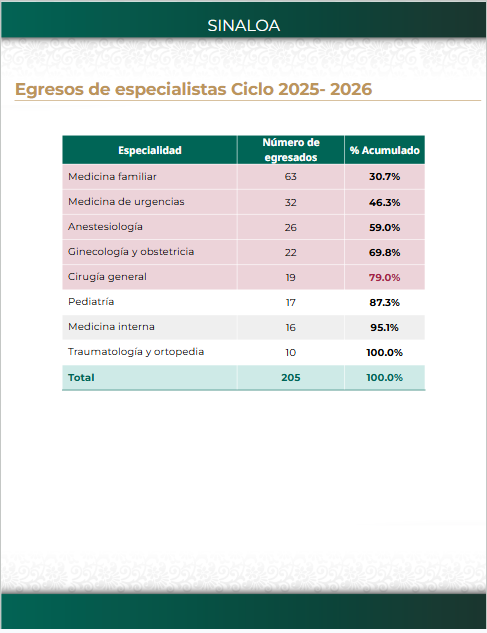 SINALOA
Egresos de especialistas Ciclo 2025- 2026
Especialidad Número de egresados % Acumulado
Medicina familiar 63 30.7%
Medicina de urgencias 32 46.3%
Anestesiología 26 59.0%
Ginecología y obstetricia 22 69.8%
Cirugía general 19 79.0%
Pediatría 17 87.3%
Medicina interna 16 95.1%
Traumatología y ortopedia 10 100.0%
Total 205 100.0%